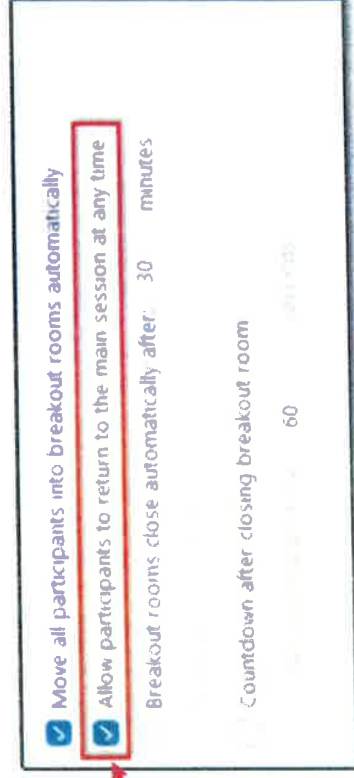 Move all participants into breakout rooms automatically
Allow participants to return to the main session at any time
Breakout rooms close automatically after: 30 minutes
Countdown after closing breakout room
60